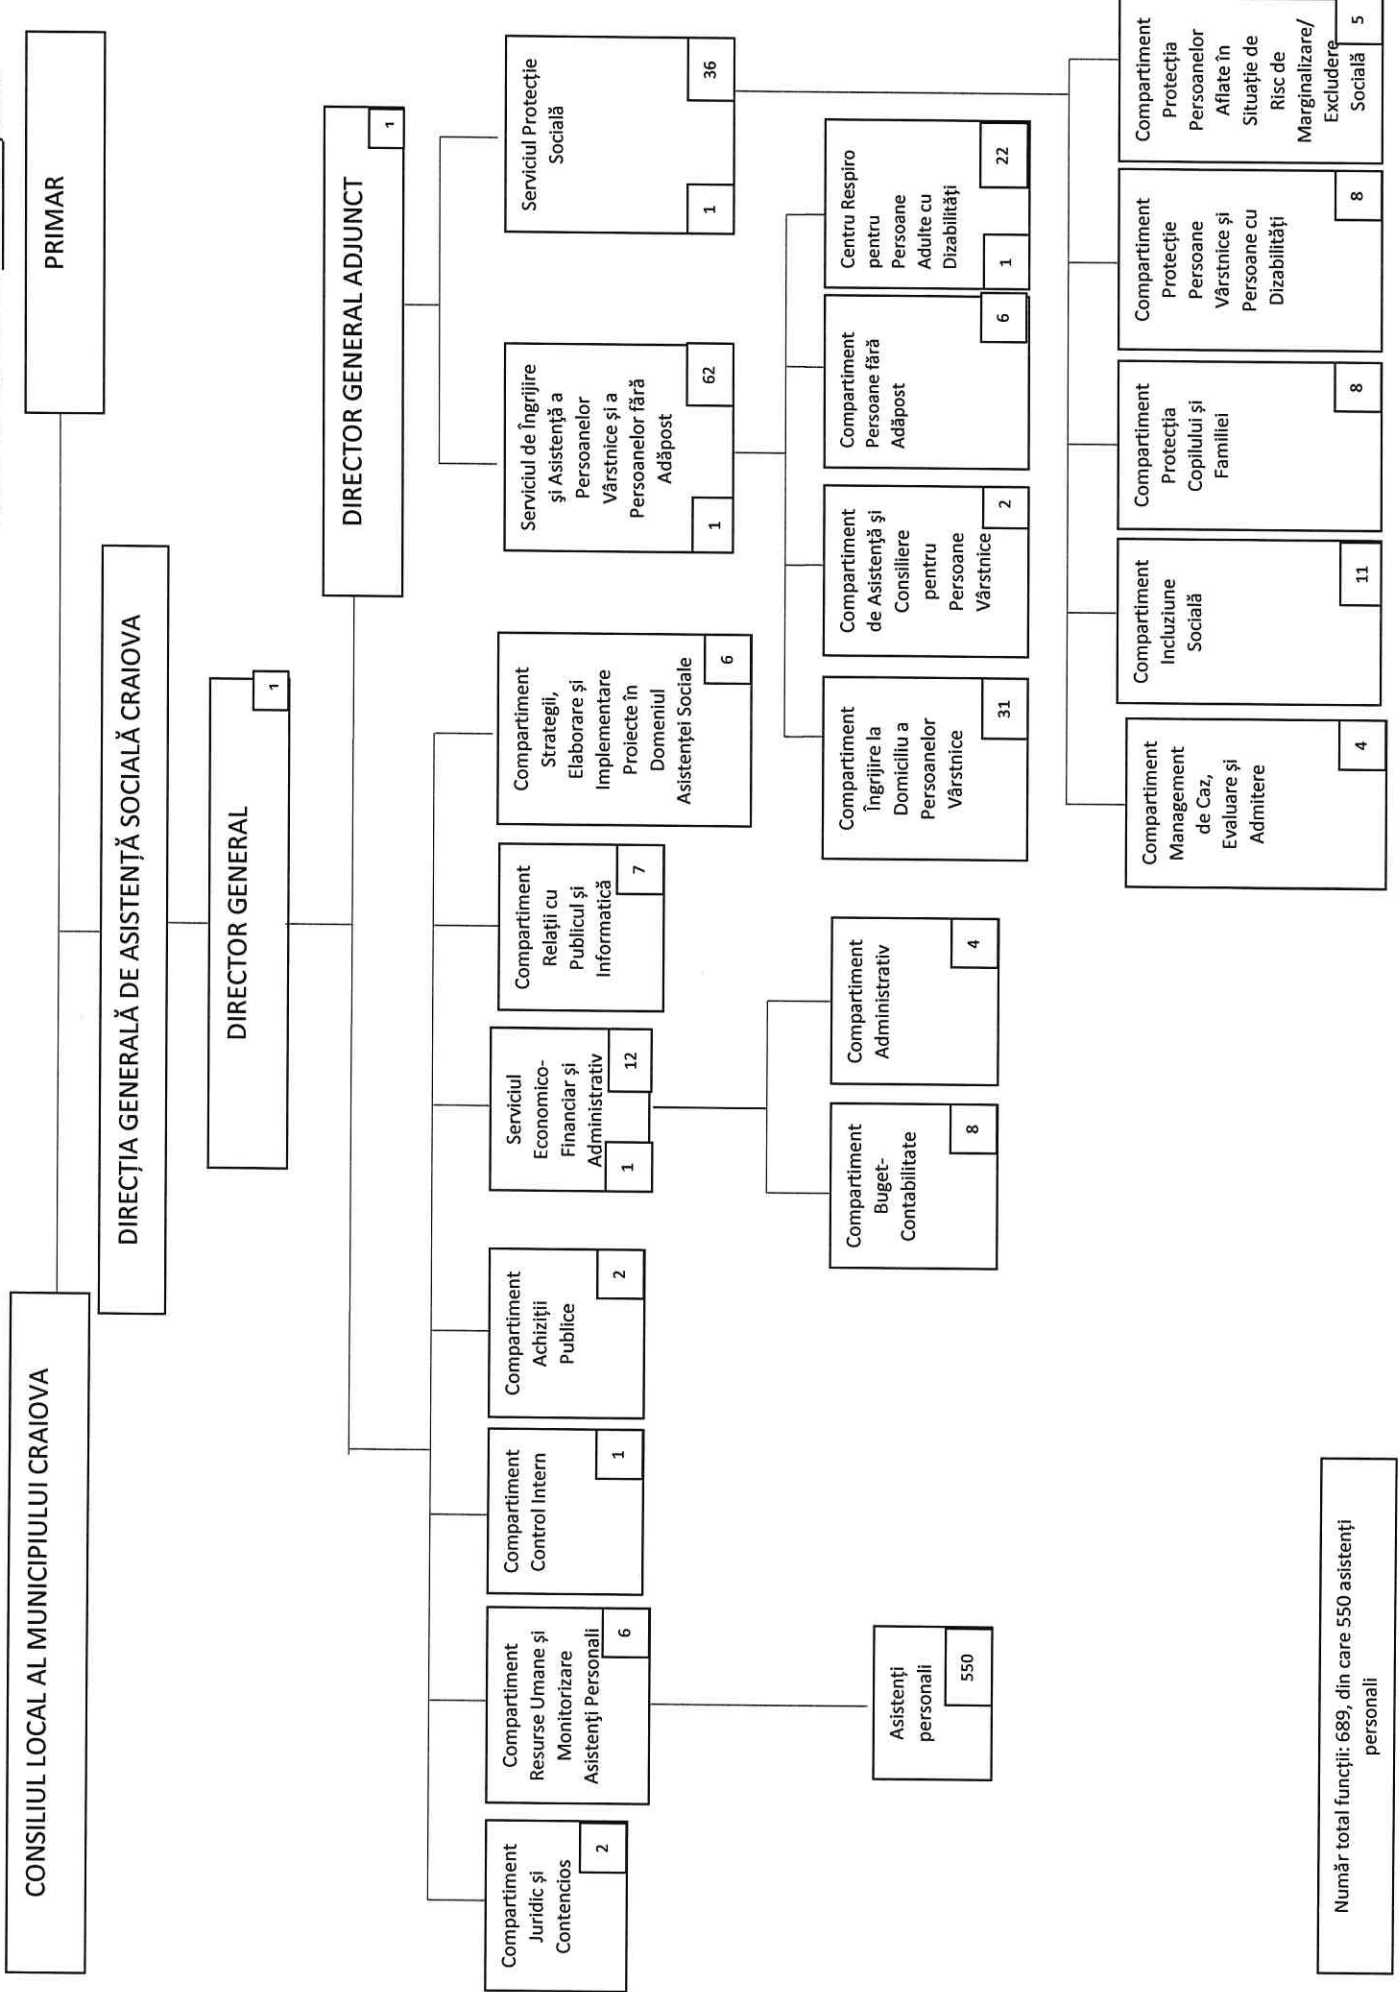 CONSILIUL LOCAL AL MUNICIPIULUI CRAIOVA
PRIMAR
DIRECȚIA GENERALĂ DE ASISTENȚĂ SOCIALĂ CRAIOVA
DIRECTOR GENERAL
1
DIRECTOR GENERAL ADJUNCT
1
Compartiment
Juridic și
Contencios
2
Compartiment
Resurse Umane și
Monitorizare
Asistenți Personali
6
Compartiment
Control Intern
1
Compartiment
Achiziții
Publice
2
Serviciul
Economico-
Financiar și
Administrativ
1
12
Compartiment
Relații cu
Publicul și
Informatică
7
Compartiment
Strategii,
Elaborare și
Implementare
Proiecte în
Domeniul
Asistenței Sociale
6
Serviciul de Îngrijire
și Asistență a
Persoanelor
Vârstnice și a
Persoanelor fără
Adăpost
1
62
Serviciul Protecție
Socială
1
36
Asistenți
personali
550
Compartiment
Buget-
Contabilitate
8
Compartiment
Administrativ
4
Compartiment
Îngrijire la
Domiciliu a
Persoanelor
Vârstnice
31
Compartiment
de Asistență și
Consiliere
pentru
Persoane
Vârstnice
2
Compartiment
Persoane fără
Adăpost
6
Centru Respiro
pentru
Persoane
Adulte cu
Dizabilități
1
22
Compartiment
Management
de Caz,
Evaluare și
Admitere
4
Compartiment
Incluziune
Socială
11
Compartiment
Protecția
Copilului și
Familiei
8
Compartiment
Protecție
Persoane
Vârstnice și
Persoane cu
Dizabilități
8
Compartiment
Protecția
Persoanelor
Aflate în
Situație de
Risc de
Marginalizare/
Excludere
Socială
5
Număr total funcții: 689, din care 550 asistenți
personali